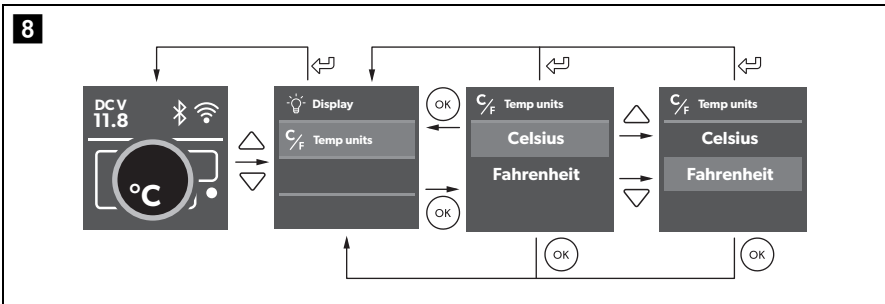 8
DC V
11.8
°C
Display
C/F Temp units
OK
OK
C/F Temp units
Celsius
Fahrenheit
C/F Temp units
Celsius
Fahrenheit
OK
OK